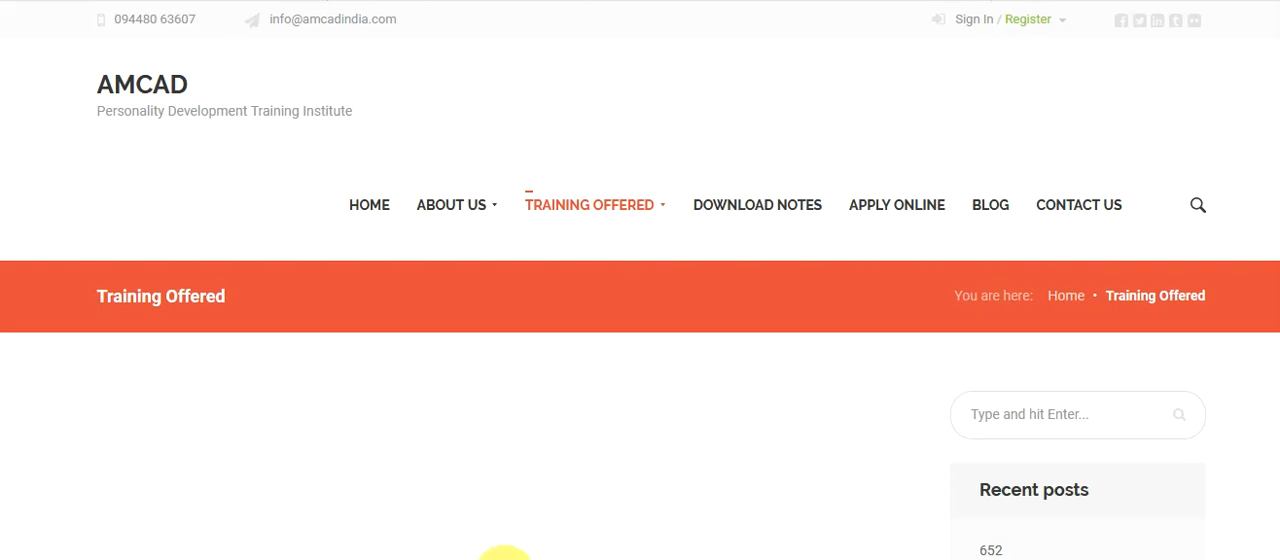 094480 63607
info@amcadindia.com
Sign In / Register
AMCAD
Personality Development Training Institute
HOME
ABOUT US
TRAINING OFFERED
DOWNLOAD NOTES
APPLY ONLINE
BLOG
CONTACT US
Training Offered
You are here: Home • Training Offered
Type and hit Enter...
Recent posts
652